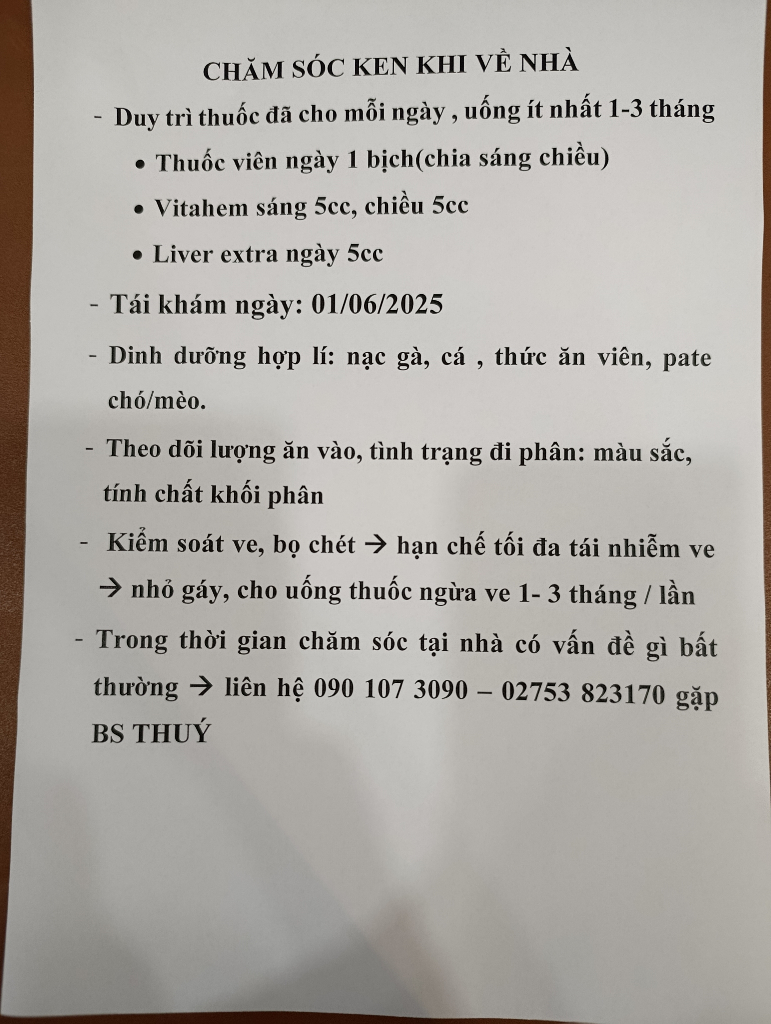 CHĂM SÓC KEN KHI VỀ NHÀ
- Duy trì thuốc đã cho mỗi ngày , uống ít nhất 1-3 tháng
• Thuốc viên ngày 1 bịch(chia sáng chiều)
• Vitahem sáng 5cc, chiều 5cc
• Liver extra ngày 5cc
- Tái khám ngày: 01/06/2025
- Dinh dưỡng hợp lí: nạc gà, cá , thức ăn viên, pate
chó/mèo.
- Theo dõi lượng ăn vào, tình trạng đi phân: màu sắc,
tính chất khối phân
- Kiểm soát ve, bọ chét → hạn chế tối đa tái nhiễm ve
→ nhỏ gáy, cho uống thuốc ngừa ve 1- 3 tháng / lần
- Trong thời gian chăm sóc tại nhà có vấn đề gì bất
thường → liên hệ 090 107 3090 – 02753 823170 gặp
BS THUÝ